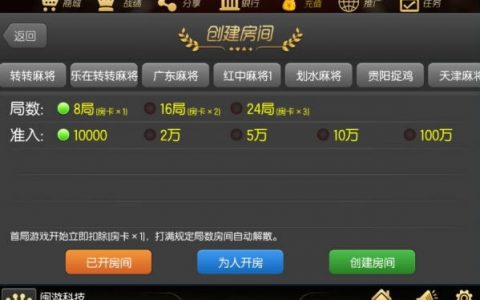 商城 战绩 分享 银行 充值 推广 任务
返回
创建房间
转转麻将 乐在转转麻将 广东麻将 红中麻将1 划水麻将 贵阳捉鸡 天津麻将
局数: 8局(房卡×1) 16局(房卡×2) 24局(房卡×3)
准入: 10000 2万 5万 10万 100万
首局游戏开始立即扣除[房卡×1], 打满规定局数房间自动解散。
已开房间 为人开房 创建房间
闽游科技